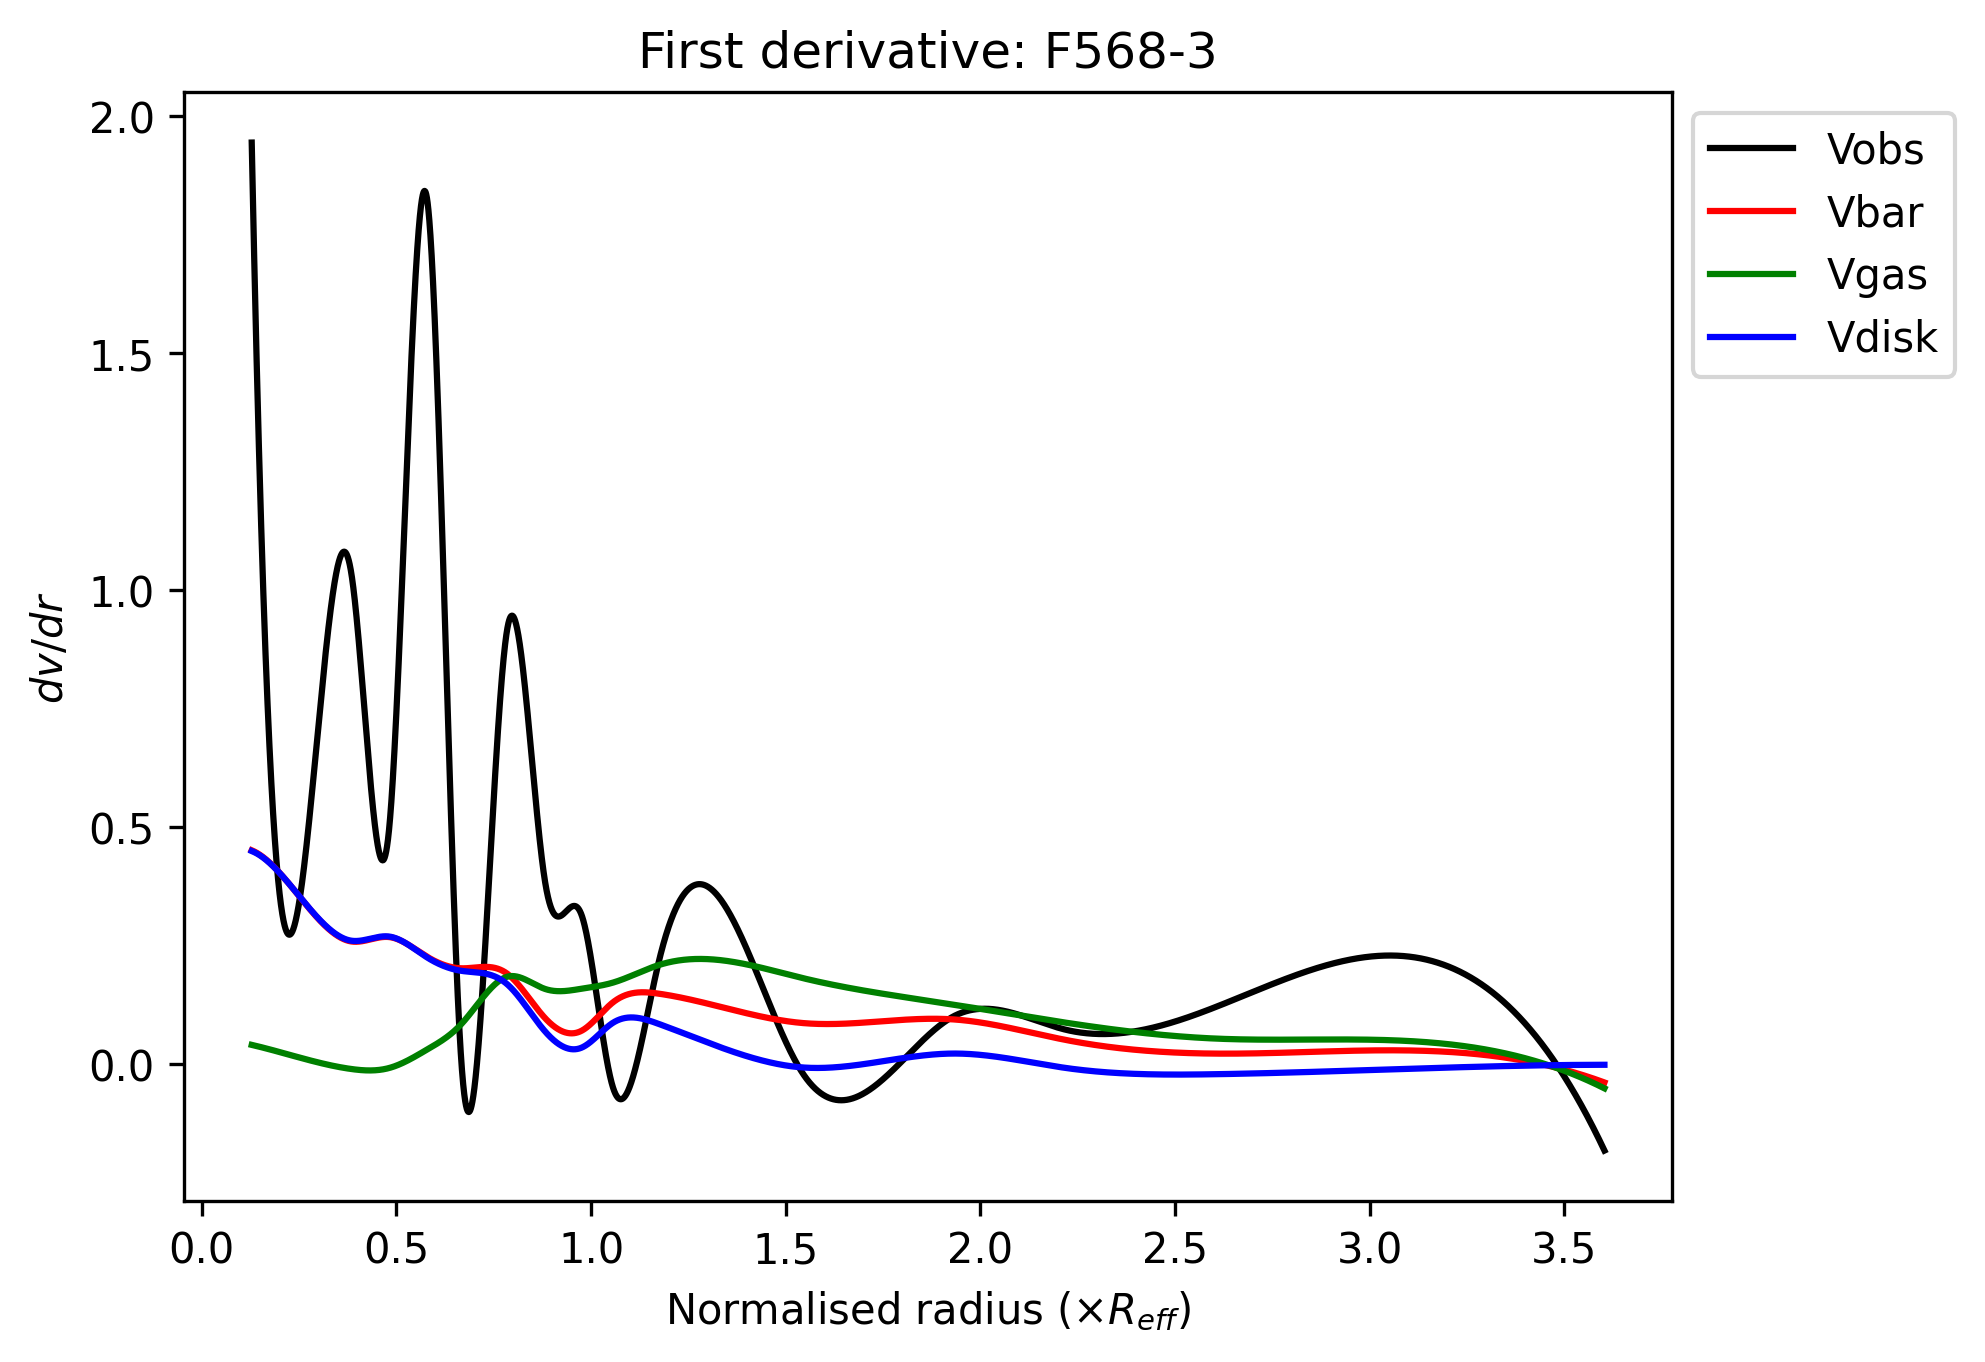 First derivative: F568-3
2.0
1.5
1.0
0.5
0.0
dv/dr
0.0 0.5 1.0 1.5 2.0 2.5 3.0 3.5
Normalised radius (×R_eff)
Vobs
Vbar
Vgas
Vdisk